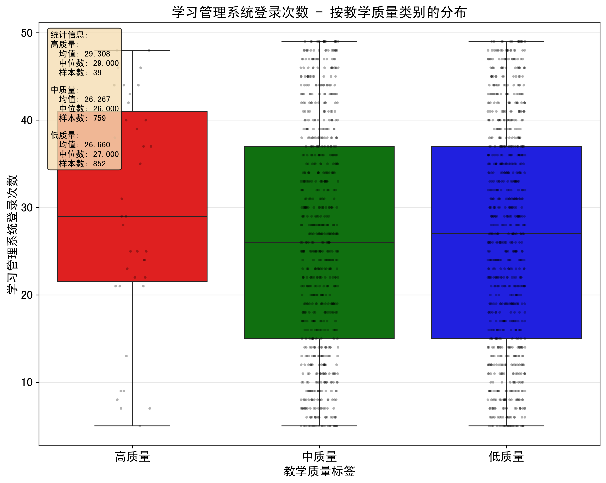 学习管理系统登录次数 - 按教学质量类别的分布
统计信息:
高质量:
均值: 29.308
中位数: 29.000
样本数: 39
中质量:
均值: 26.267
中位数: 26.000
样本数: 759
低质量:
均值: 26.660
中位数: 27.000
样本数: 852
学习管理系统登录次数
50
40
30
20
10
高质量
中质量
低质量
教学质量标签